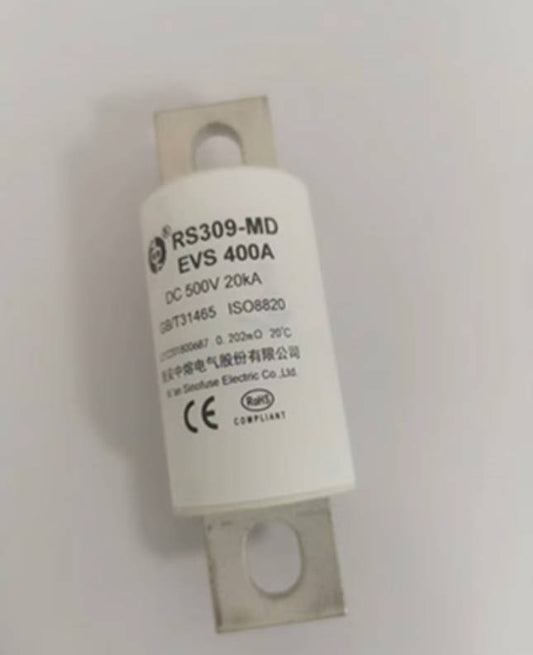 RS309-MD
EVS 400A
DC 500V 20kA
GB/T31465 ISO8820
0.202mΩ 20℃
西安中熔电气股份有限公司
Xi'an Sinofuse Electric Co.,Ltd.
CE
RoHS
COMPLIANT